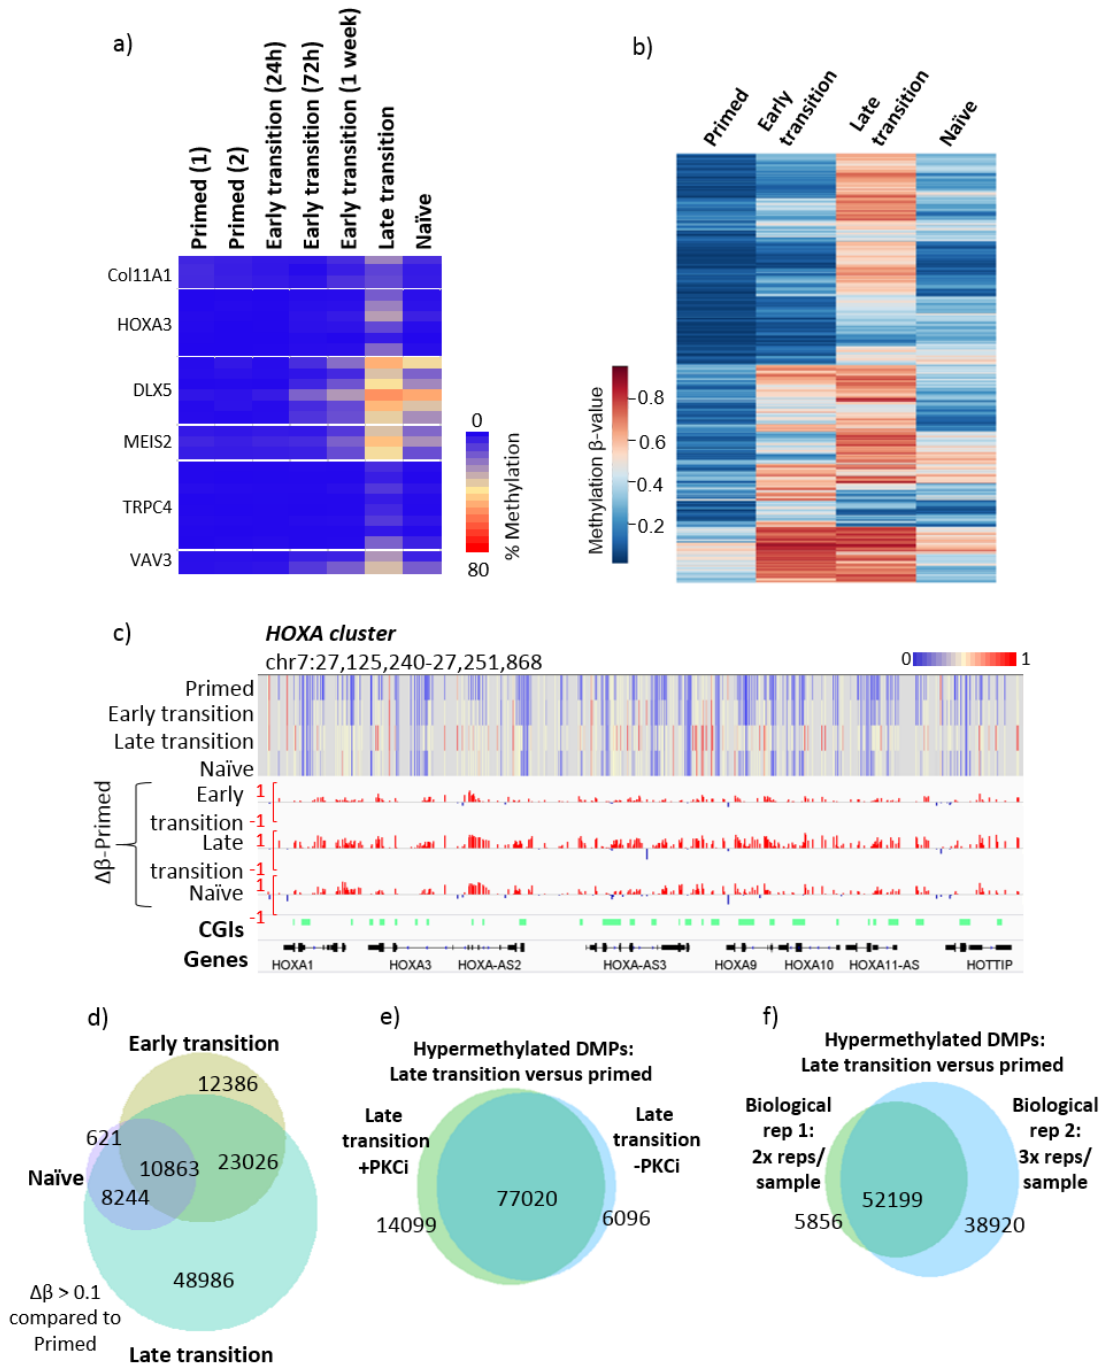 a)
Primed (1)
Primed (2)
Early transition (24h)
Early transition (72h)
Early transition (1 week)
Late transition
Naïve
Col11A1
HOXA3
DLX5
MEIS2
TRPC4
VAV3
0
80
% Methylation
b)
Primed
Early
transition
Late
transition
Naïve
Methylation β-value
0.8
0.6
0.4
0.2
c)
HOXA cluster
chr7:27,125,240-27,251,868
0
1
Primed
Early transition
Late transition
Naïve
Δβ-Primed
Early
transition
Late
transition
Naïve
1
-1
1
-1
1
-1
CGIs
Genes
HOXA1
HOXA3
HOXA-AS2
HOXA-AS3
HOXA9
HOXA10
HOXA11-AS
HOTTIP
d)
Early transition
12386
621
10863
23026
Naïve
8244
48986
Δβ > 0.1
compared to
Primed
Late transition
e)
Hypermethylated DMPs:
Late transition versus primed
Late
transition
+PKCi
Late
transition
-PKCi
77020
14099
6096
f)
Hypermethylated DMPs:
Late transition versus primed
Biological
rep 1:
2x reps/
sample
Biological
rep 2:
3x reps/
sample
52199
5856
38920